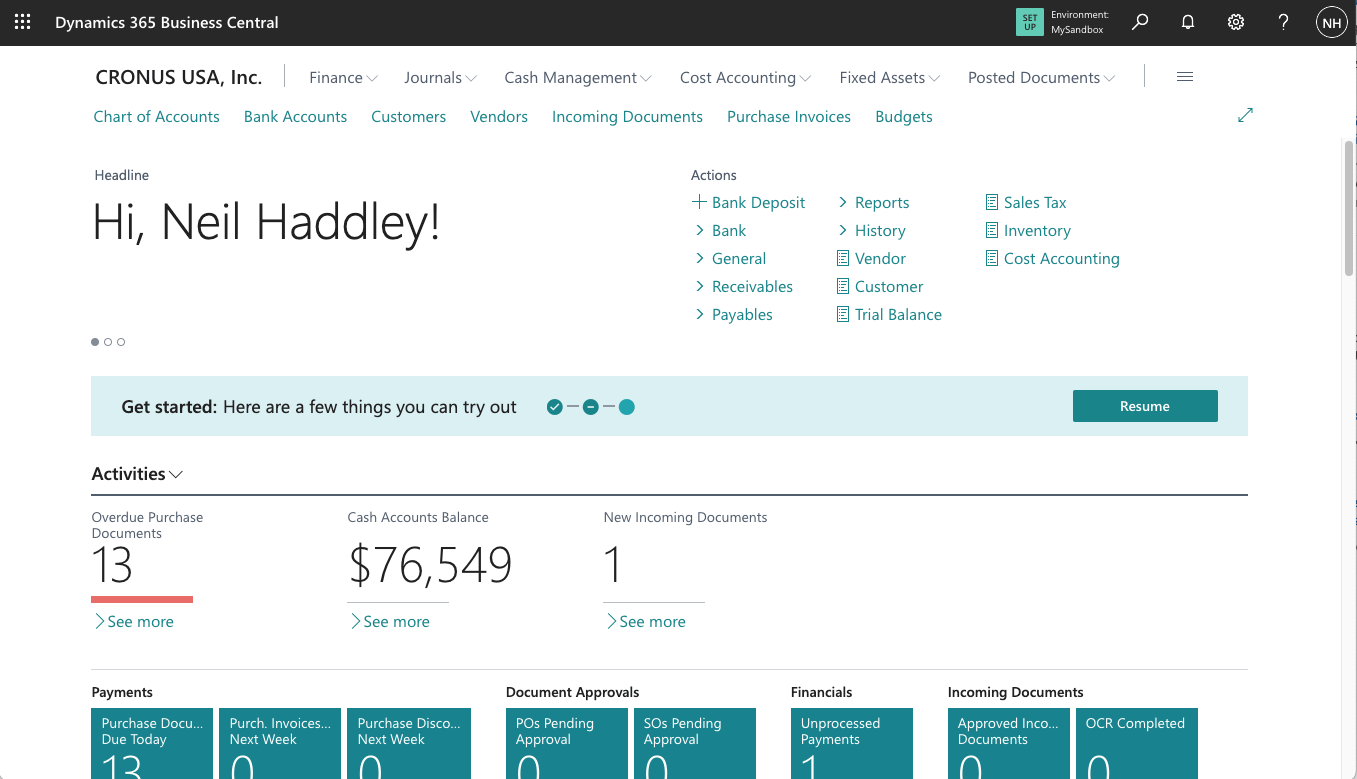 Dynamics 365 Business Central
SET UP
Environment:
MySandbox
NH
CRONUS USA, Inc.
Finance
Journals
Cash Management
Cost Accounting
Fixed Assets
Posted Documents
Chart of Accounts
Bank Accounts
Customers
Vendors
Incoming Documents
Purchase Invoices
Budgets
Headline
Hi, Neil Haddley!
Actions
Bank Deposit
Bank
General
Receivables
Payables
Reports
History
Vendor
Customer
Trial Balance
Sales Tax
Inventory
Cost Accounting
Get started: Here are a few things you can try out
Resume
Activities
Overdue Purchase
Documents
13
See more
Cash Accounts Balance
$76,549
See more
New Incoming Documents
1
See more
Payments
Purchase Docu...
Due Today
13
Purch. Invoices...
Next Week
0
Purchase Disco...
Next Week
0
Document Approvals
POs Pending
Approval
0
SOs Pending
Approval
0
Financials
Unprocessed
Payments
1
Incoming Documents
Approved Inco...
Documents
0
OCR Completed
0